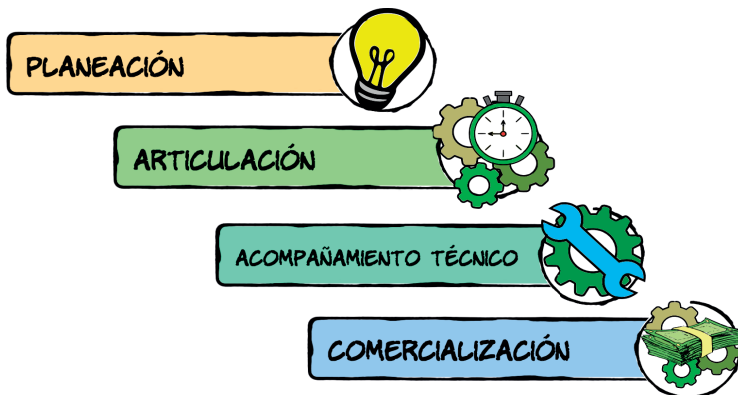 PLANEACIÓN
ARTICULACIÓN
ACOMPAÑAMIENTO TÉCNICO
COMERCIALIZACIÓN